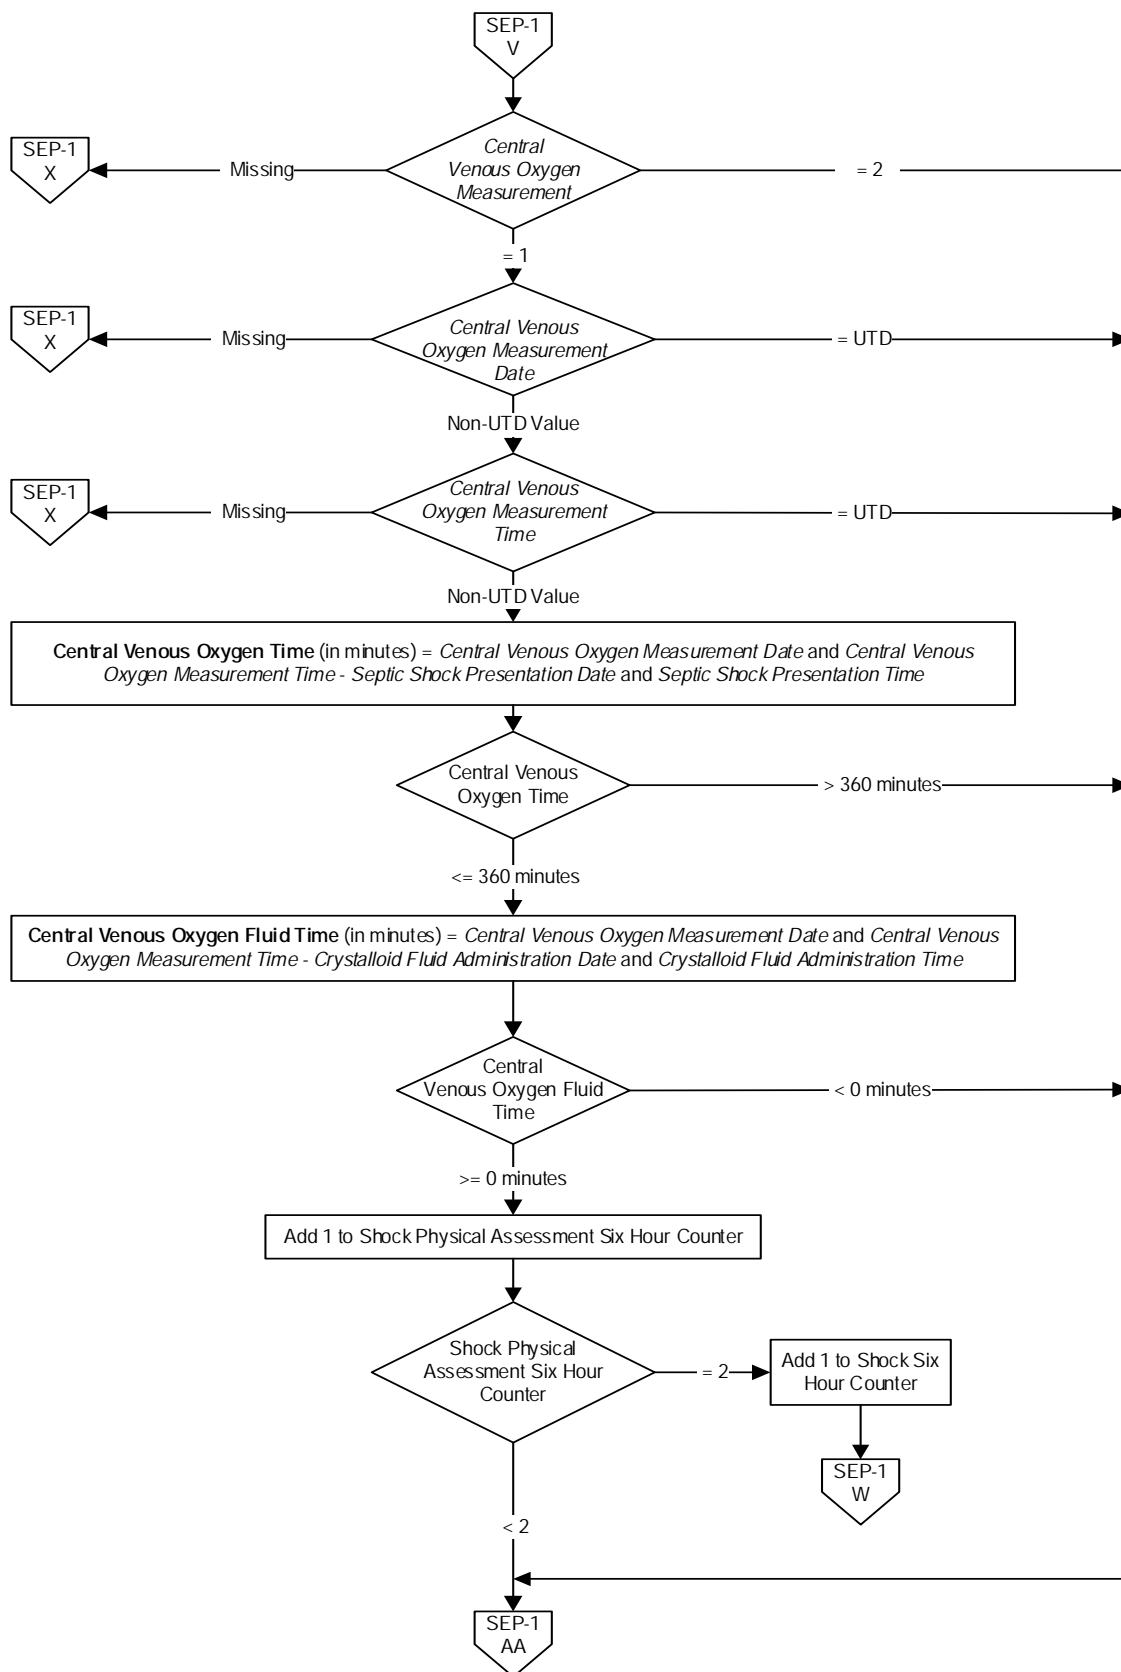 SEP-1
V
Central
Venous Oxygen
Measurement
SEP-1
X
Missing
= 2
= 1
Central Venous
Oxygen Measurement
Date
SEP-1
X
Missing
= UTD
Non-UTD Value
Central Venous
Oxygen Measurement
Time
SEP-1
X
Missing
= UTD
Non-UTD Value
Central Venous Oxygen Time (in minutes) = Central Venous Oxygen Measurement Date and Central Venous
Oxygen Measurement Time - Septic Shock Presentation Date and Septic Shock Presentation Time
Central Venous
Oxygen Time
> 360 minutes
<= 360 minutes
Central Venous Oxygen Fluid Time (in minutes) = Central Venous Oxygen Measurement Date and Central Venous
Oxygen Measurement Time - Crystalloid Fluid Administration Date and Crystalloid Fluid Administration Time
Central
Venous Oxygen Fluid
Time
< 0 minutes
>= 0 minutes
Add 1 to Shock Physical Assessment Six Hour Counter
Shock Physical
Assessment Six Hour
Counter
= 2
Add 1 to Shock Six
Hour Counter
SEP-1
W
< 2
SEP-1
AA